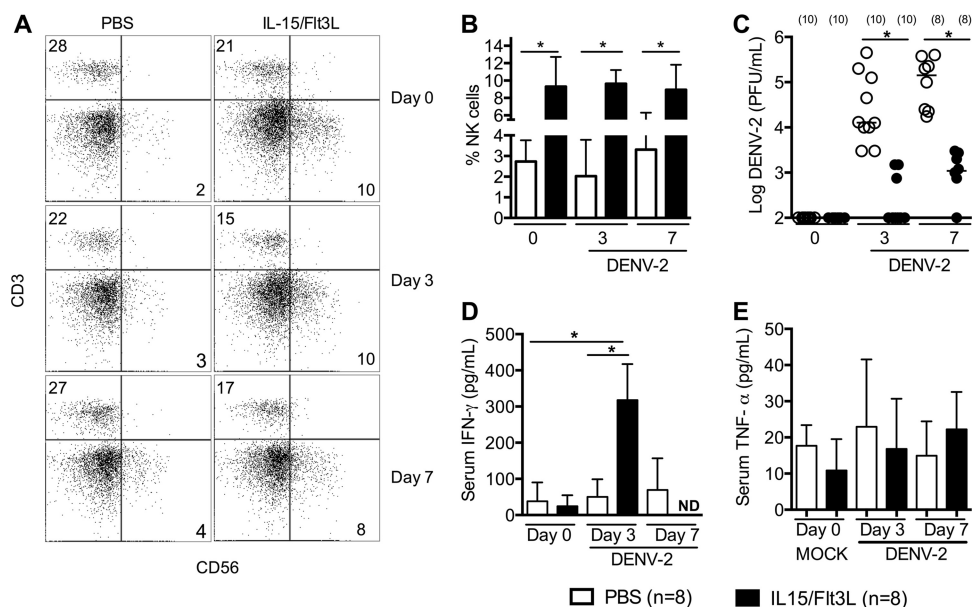 A
PBS
IL-15/Flt3L
28
2
21
10
Day 0
22
3
15
10
Day 3
27
4
17
8
Day 7
CD3
CD56
B
% NK cells
14
12
10
8
6
4
4
3
2
1
0
*
*
*
0
3
7
DENV-2
C
(10) (10) (10) (10) (8) (8)
*
*
Log DENV-2 (PFU/mL)
6
5
4
3
2
0
3
7
DENV-2
D
Serum IFN-γ (pg/mL)
500
400
300
200
100
0
*
*
ND
Day 0
Day 3
Day 7
DENV-2
E
Serum TNF- α (pg/mL)
50
40
30
20
10
0
Day 0
Day 3
Day 7
MOCK
DENV-2
PBS (n=8)
IL15/Flt3L (n=8)